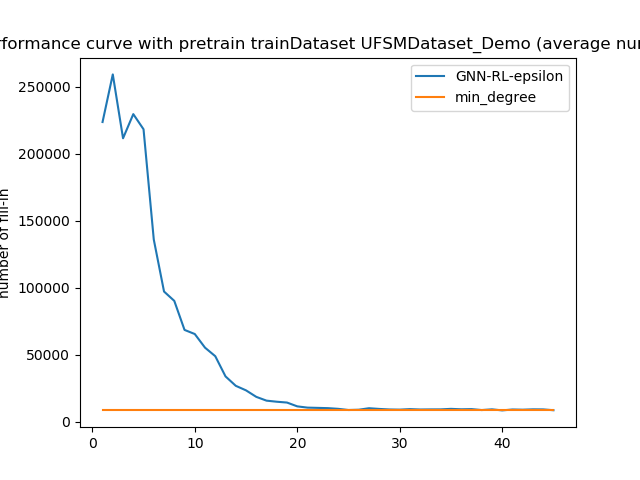 rformance curve with pretrain trainDataset UFSMDataset_Demo (average nur
GNN-RL-epsilon
min_degree
number of fill-in
250000
200000
150000
100000
50000
0
0 10 20 30 40